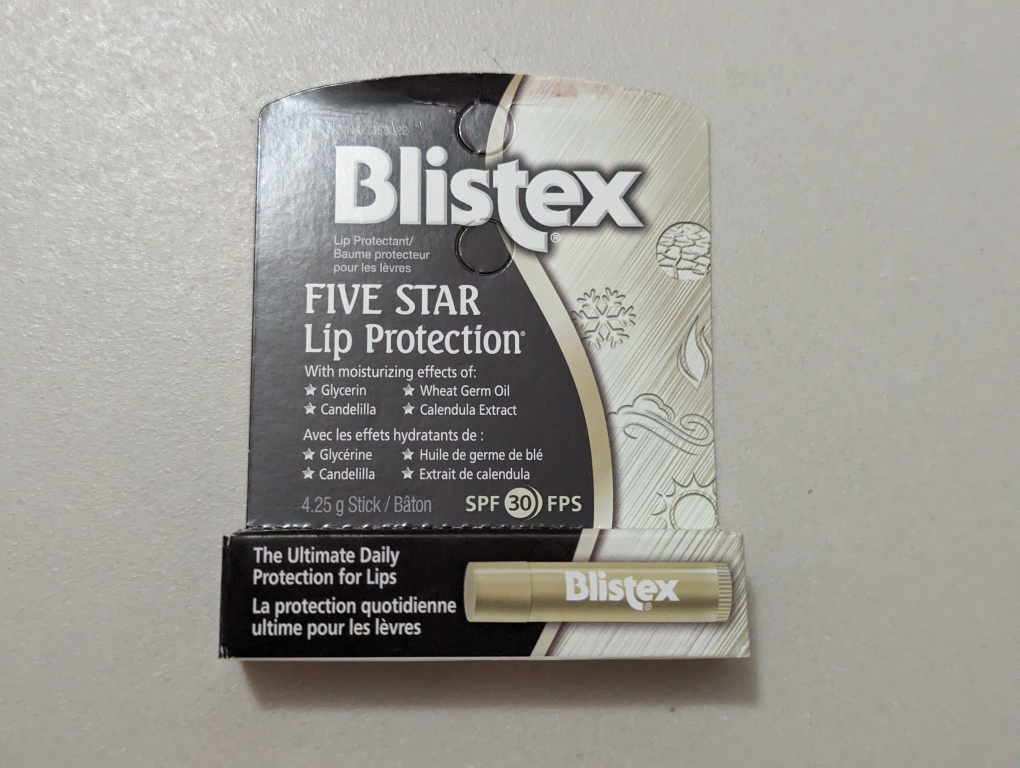 Blistex®
Lip Protectant/
Baume protecteur
pour les lèvres
FIVE STAR
Lip Protection®
With moisturizing effects of:
★ Glycerin ★ Wheat Germ Oil
★ Candelilla ★ Calendula Extract
Avec les effets hydratants de :
★ Glycérine ★ Huile de germe de blé
★ Candelilla ★ Extrait de calendula
4.25 g Stick / Bâton SPF 30 FPS
The Ultimate Daily
Protection for Lips
La protection quotidienne
ultime pour les lèvres
Blistex®